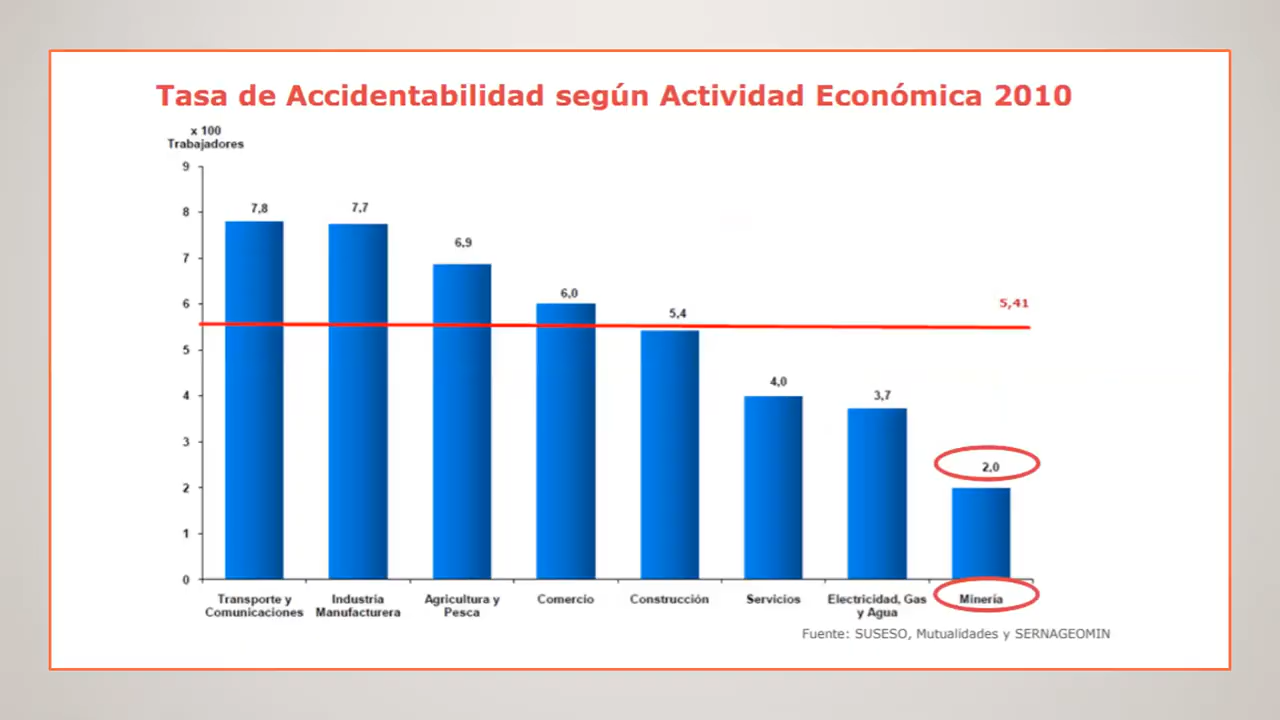 Tasa de Accidentabilidad según Actividad Económica 2010
x 100
Trabajadores
9
8
7
6
5
4
3
2
1
0
7,8
7,7
6,9
6,0
5,4
4,0
3,7
2,0
5,41
Transporte y
Comunicaciones
Industria
Manufacturera
Agricultura y
Pesca
Comercio
Construcción
Servicios
Electricidad, Gas
y Agua
Minería
Fuente: SUSESO, Mutualidades y SERNAGEOMIN